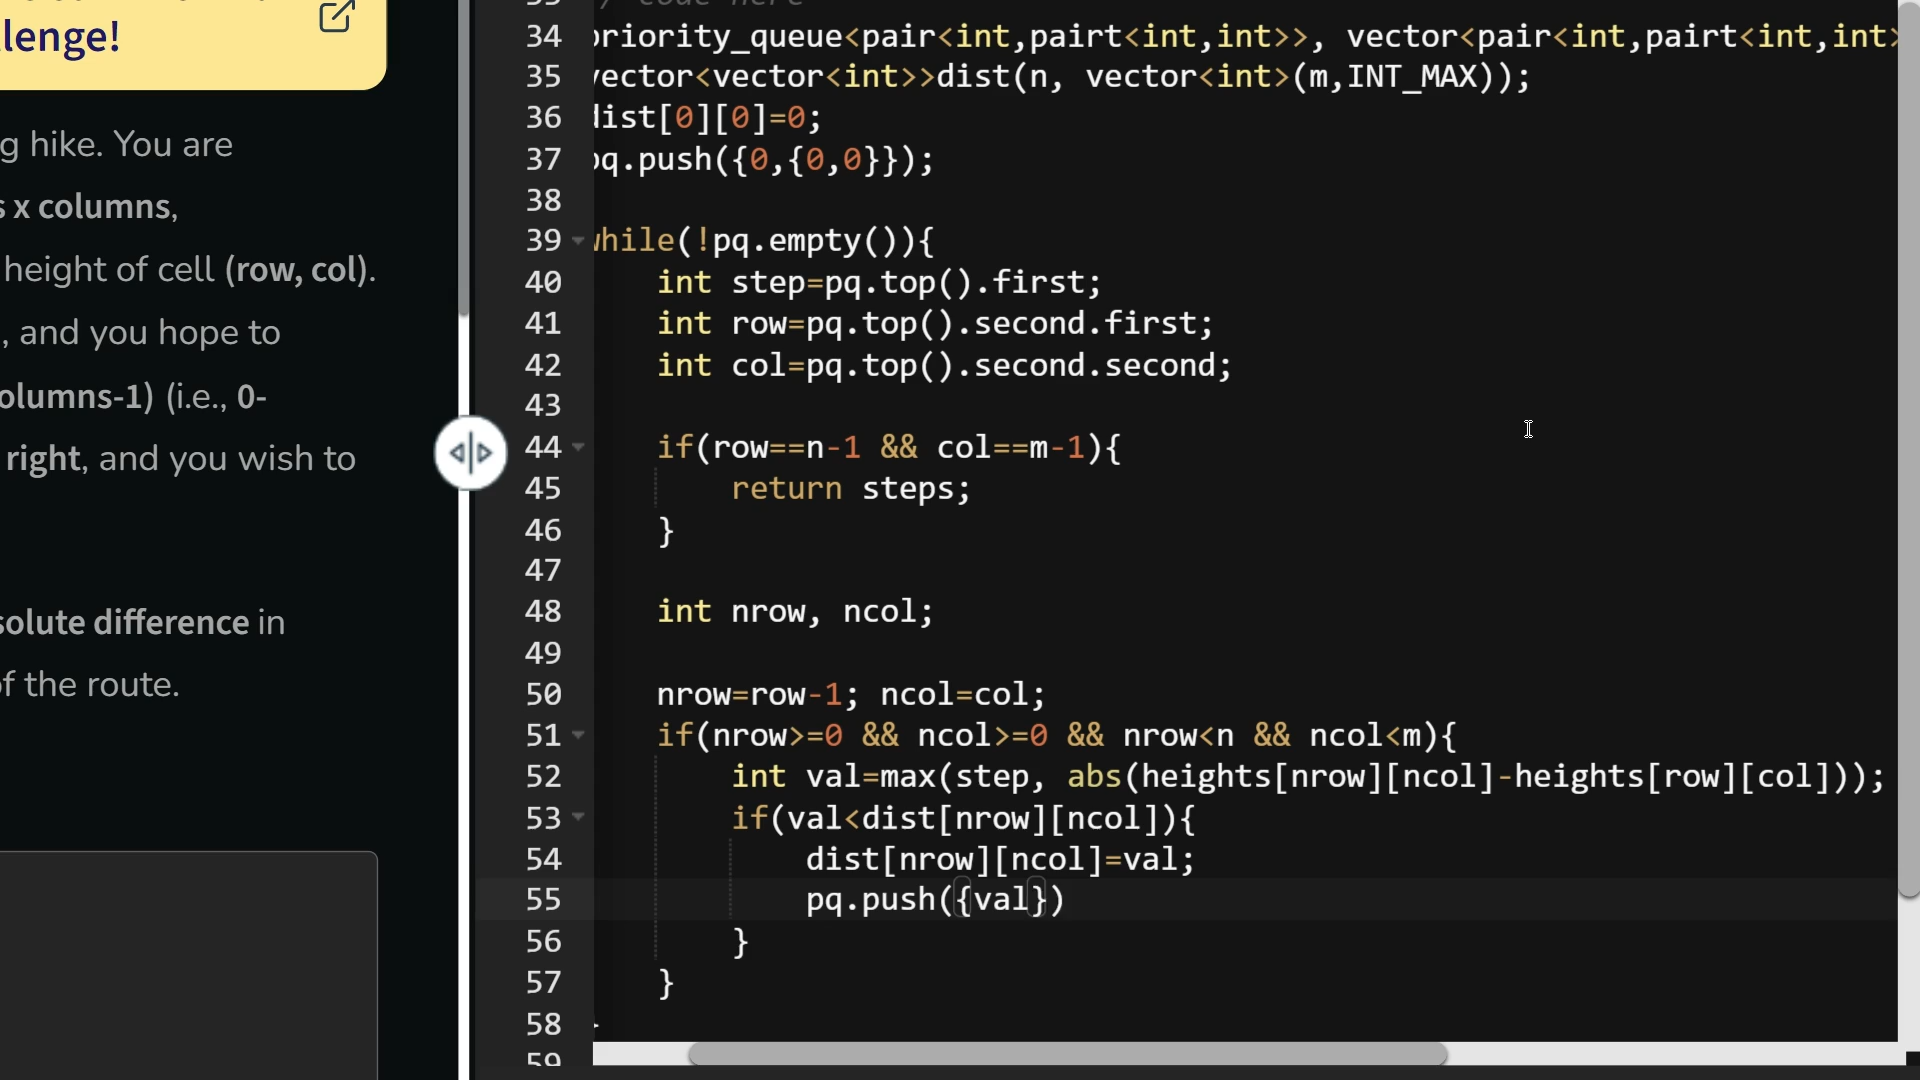 lenge!
g hike. You are
s x columns,
height of cell (row, col).
, and you hope to
olumns-1) (i.e., 0-
right, and you wish to
solute difference in
of the route.
// code here
34 priority_queue<pair<int,pairt<int,int>>, vector<pair<int,pairt<int,int>
35 vector<vector<int>>dist(n, vector<int>(m,INT_MAX));
36 dist[0][0]=0;
37 pq.push({0,{0,0}});
38
39 while(!pq.empty()){
40 int step=pq.top().first;
41 int row=pq.top().second.first;
42 int col=pq.top().second.second;
43
44 if(row==n-1 && col==m-1){
45 return steps;
46 }
47
48 int nrow, ncol;
49
50 nrow=row-1; ncol=col;
51 if(nrow>=0 && ncol>=0 && nrow<n && ncol<m){
52 int val=max(step, abs(heights[nrow][ncol]-heights[row][col]));
53 if(val<dist[nrow][ncol]){
54 dist[nrow][ncol]=val;
55 pq.push({val})
56 }
57 }
58 }
59